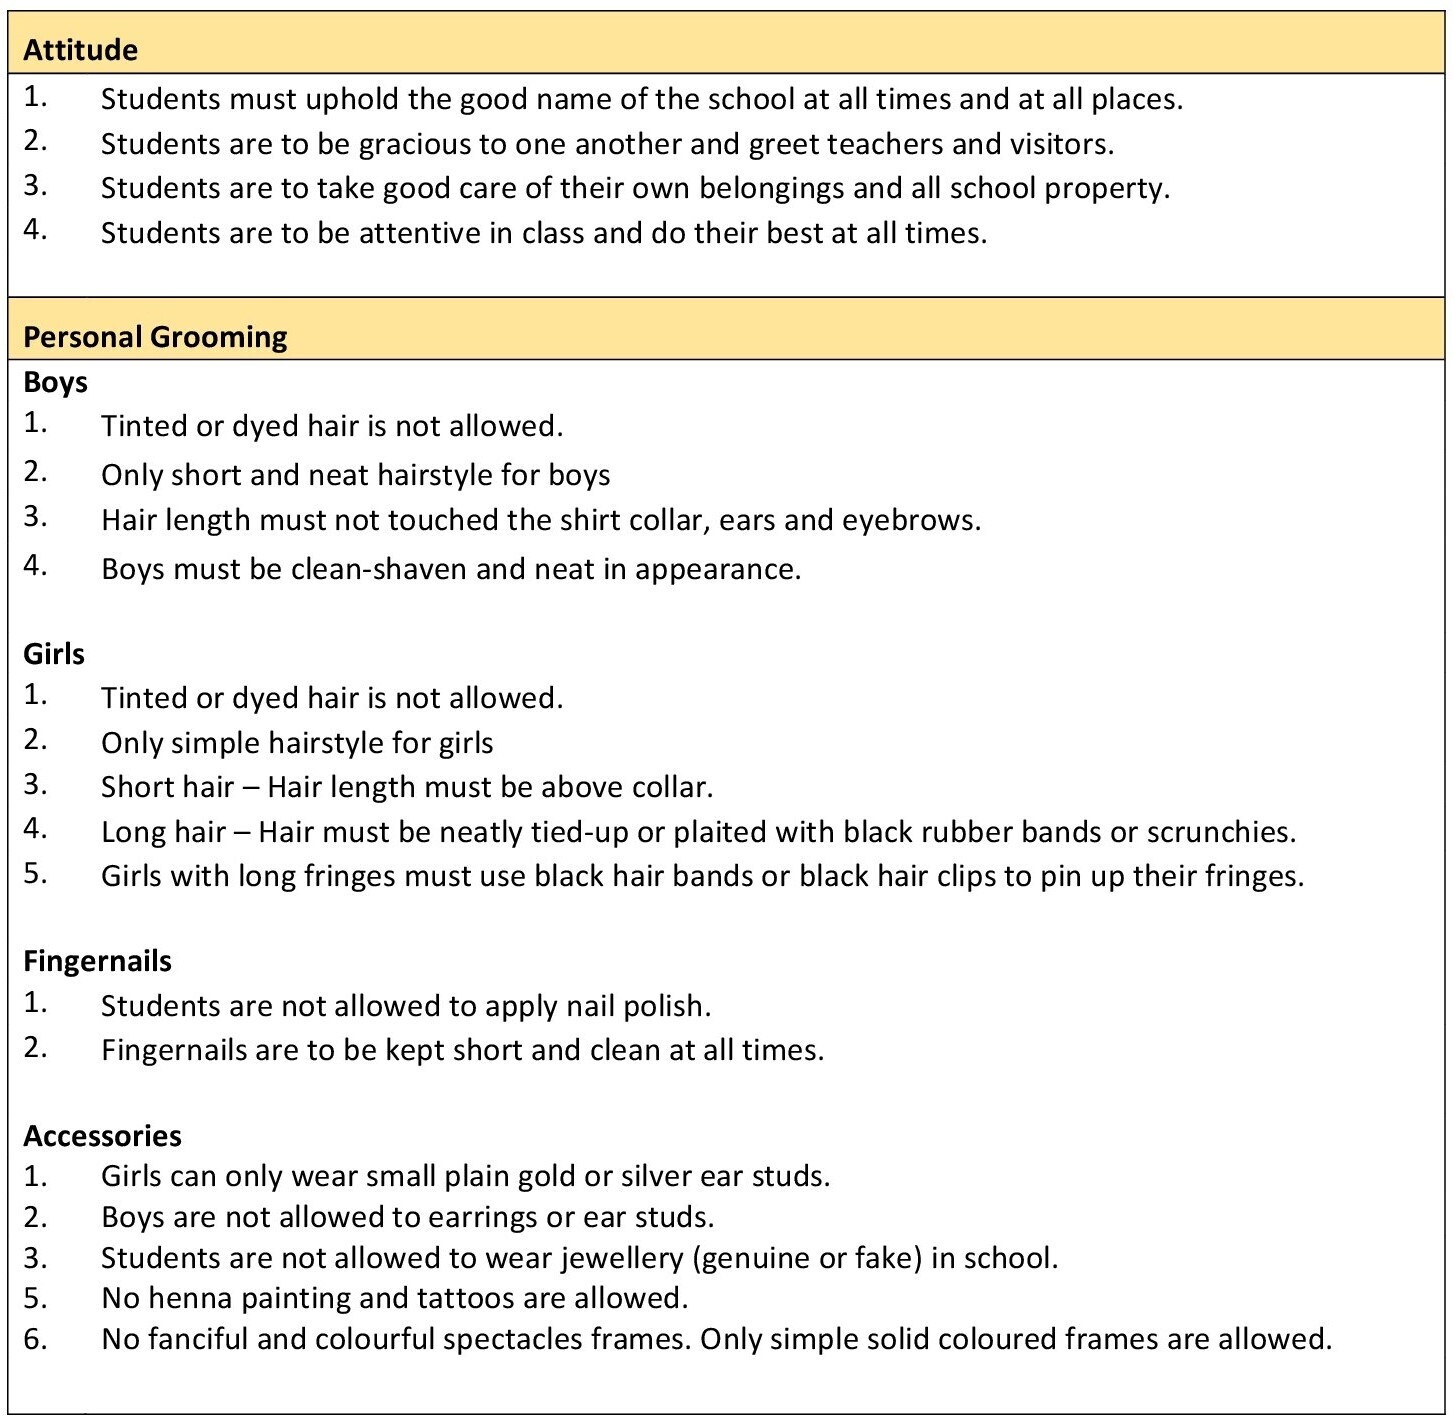 Attitude
1. Students must uphold the good name of the school at all times and at all places.
2. Students are to be gracious to one another and greet teachers and visitors.
3. Students are to take good care of their own belongings and all school property.
4. Students are to be attentive in class and do their best at all times.
Personal Grooming
Boys
1. Tinted or dyed hair is not allowed.
2. Only short and neat hairstyle for boys
3. Hair length must not touched the shirt collar, ears and eyebrows.
4. Boys must be clean-shaven and neat in appearance.
Girls
1. Tinted or dyed hair is not allowed.
2. Only simple hairstyle for girls
3. Short hair – Hair length must be above collar.
4. Long hair – Hair must be neatly tied-up or plaited with black rubber bands or scrunchies.
5. Girls with long fringes must use black hair bands or black hair clips to pin up their fringes.
Fingernails
1. Students are not allowed to apply nail polish.
2. Fingernails are to be kept short and clean at all times.
Accessories
1. Girls can only wear small plain gold or silver ear studs.
2. Boys are not allowed to earrings or ear studs.
3. Students are not allowed to wear jewellery (genuine or fake) in school.
5. No henna painting and tattoos are allowed.
6. No fanciful and colourful spectacles frames. Only simple solid coloured frames are allowed.